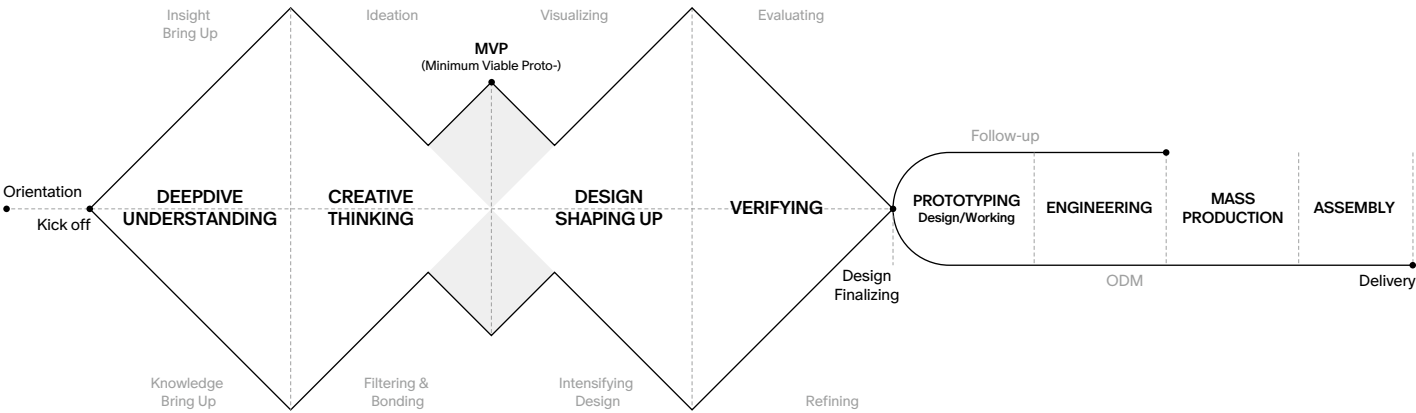 Insight
Bring Up
Ideation
Visualizing
Evaluating
MVP
(Minimum Viable Proto-)
Follow-up
Orientation
Kick off
DEEPDIVE
UNDERSTANDING
CREATIVE
THINKING
DESIGN
SHAPING UP
VERIFYING
PROTOTYPING
Design/Working
ENGINEERING
MASS
PRODUCTION
ASSEMBLY
Design
Finalizing
ODM
Delivery
Knowledge
Bring Up
Filtering &
Bonding
Intensifying
Design
Refining